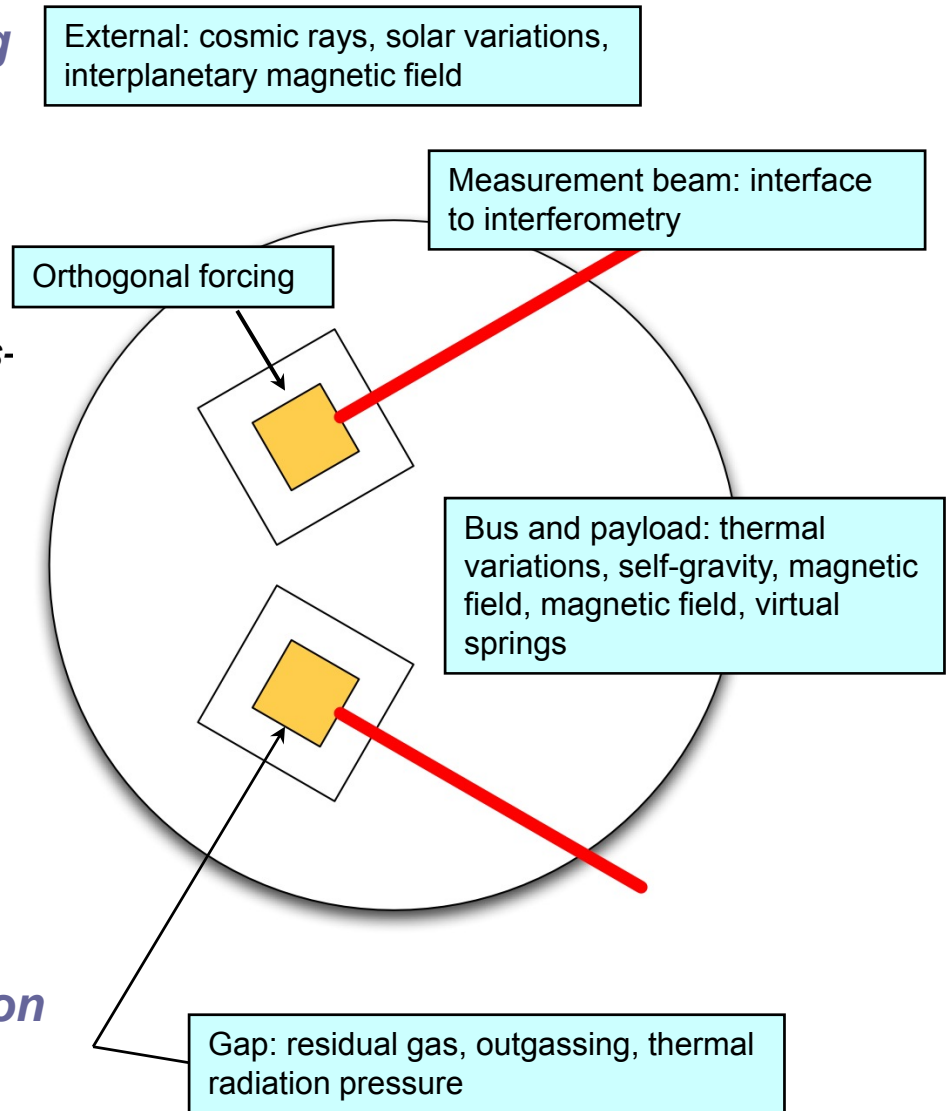 g
External: cosmic rays, solar variations,
interplanetary magnetic field
Measurement beam: interface
to interferometry
Orthogonal forcing
s-
Bus and payload: thermal
variations, self-gravity, magnetic
field, magnetic field, virtual
springs
on
Gap: residual gas, outgassing, thermal
radiation pressure